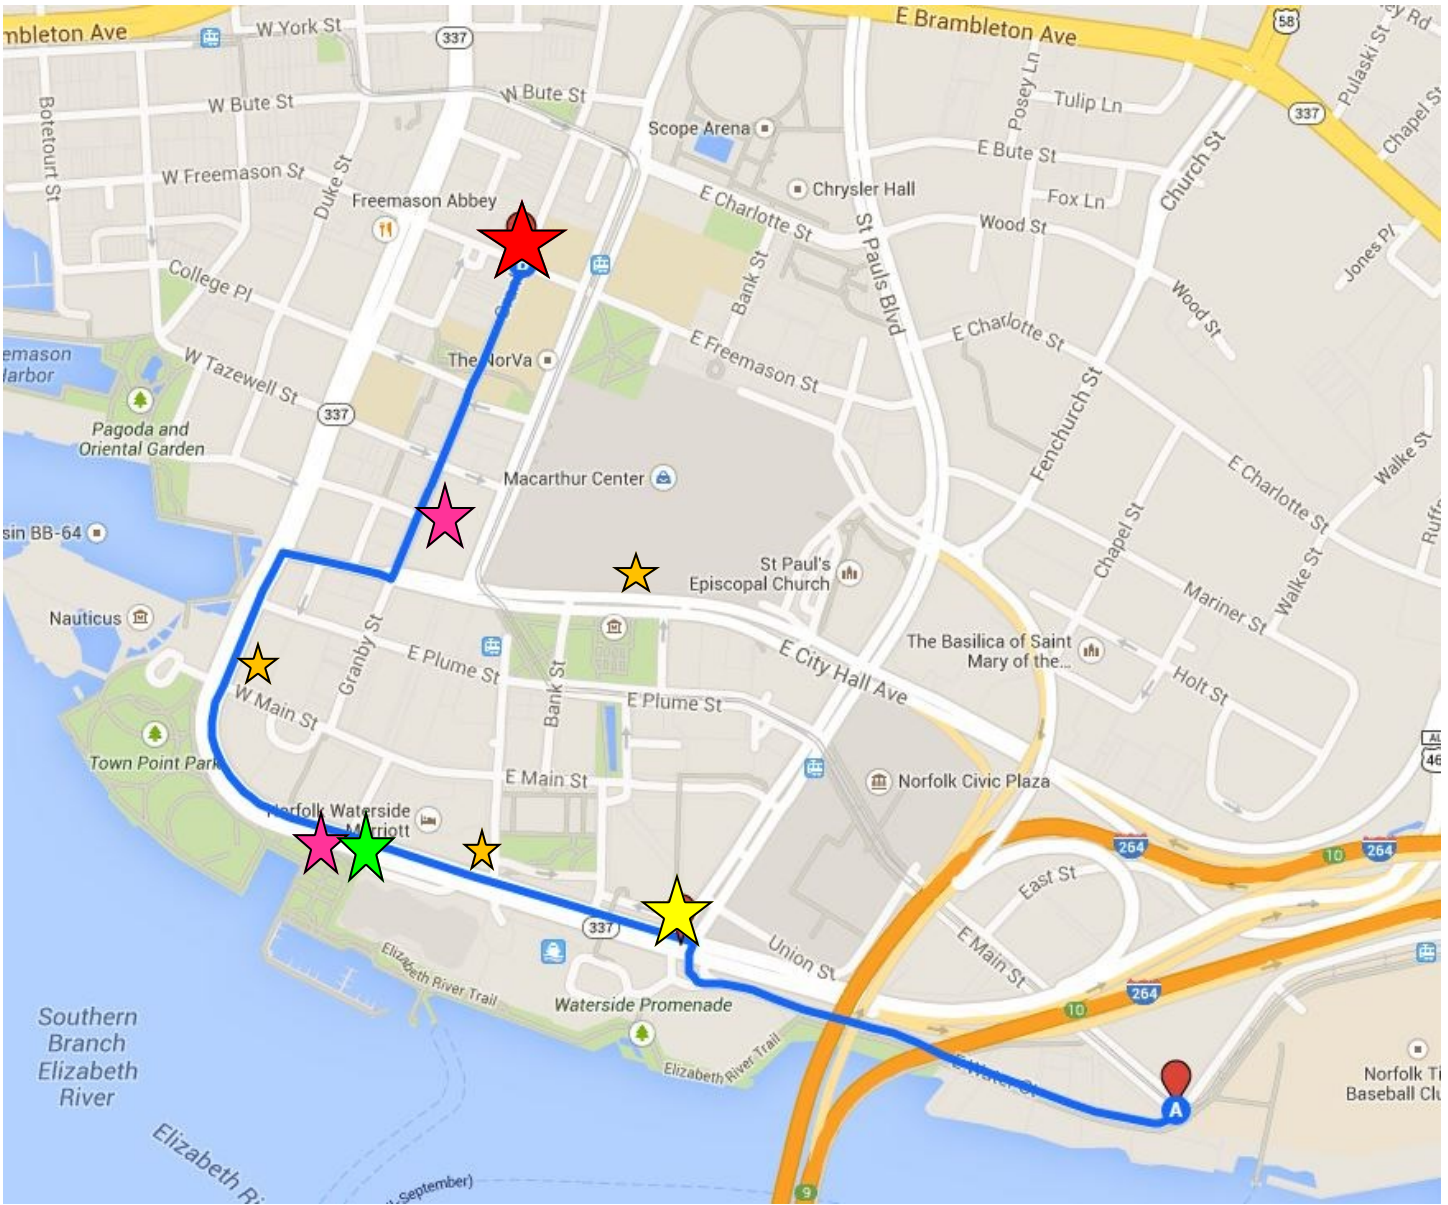 mbleton Ave
W York St
337
E Brambleton Ave
58
ey Rd
Pulaski St
Chapel St
337
Botetourt St
W Bute St
W Bute St
Posey Ln
Tulip Ln
Scope Arena
E Bute St
Church St
W Freemason St
Duke St
Freemason Abbey
Chrysler Hall
Fox Ln
E Charlotte St
St Pauls Blvd
Wood St
Jones Pl
College Pl
Bank St
Wood St
E Charlotte St
emason
Harbor
W Tazewell St
The NorVa
E Freemason St
337
Fenchurch St
Pagoda and
Oriental Garden
Macarthur Center
E Charlotte St
Walke St
sin BB-64
Chapel St
St Paul's
Episcopal Church
Walke St
Mariner St
Nauticus
The Basilica of Saint
Mary of the...
Granby St
E Plume St
E City Hall Ave
Holt St
W Main St
Bank St
E Plume St
Town Point Park
E Main St
Norfolk Civic Plaza
AL
46
Norfolk Waterside
Marriott
264
10
264
East St
337
Union St
E Main St
Elizabeth River Trail
264
Waterside Promenade
10
Southern
Branch
Elizabeth
River
Elizabeth River Trail
E Water St
Norfolk Ti
Baseball Clu
A
Elizabeth Ri
-September)
9